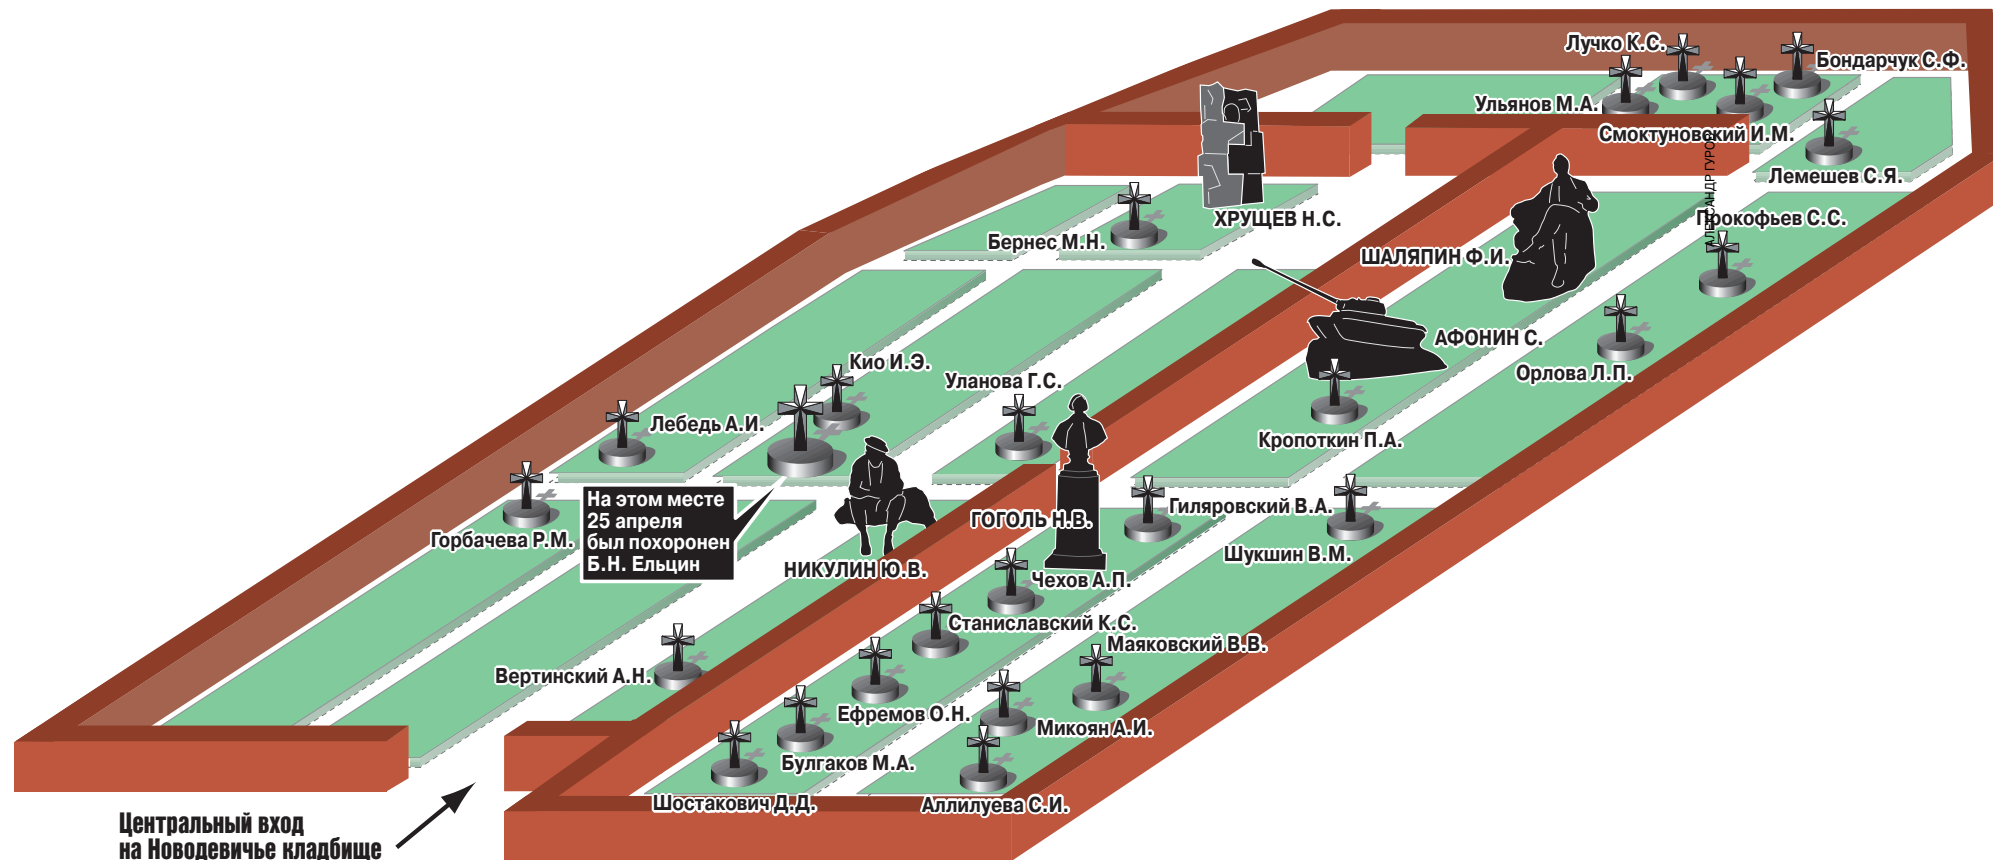 Лучко К.С.
Бондарчук С.Ф.
Ульянов М.А.
Смоктуновский И.М.
АЛЕКСАНДР ГУРОВ
Лемешев С.Я.
ХРУЩЕВ Н.С.
Прокофьев С.С.
Бернес М.Н.
ШАЛЯПИН Ф.И.
АФОНИН С.
Кио И.Э.
Уланова Г.С.
Орлова Л.П.
Лебедь А.И.
Кропоткин П.А.
На этом месте
25 апреля
был похоронен
Б.Н. Ельцин
Гиляровский В.А.
ГОГОЛЬ Н.В.
Горбачева Р.М.
Шукшин В.М.
НИКУЛИН Ю.В.
Чехов А.П.
Станиславский К.С.
Маяковский В.В.
Вертинский А.Н.
Ефремов О.Н.
Микоян А.И.
Булгаков М.А.
Шостакович Д.Д.
Аллилуева С.И.
Центральный вход
на Новодевичье кладбище